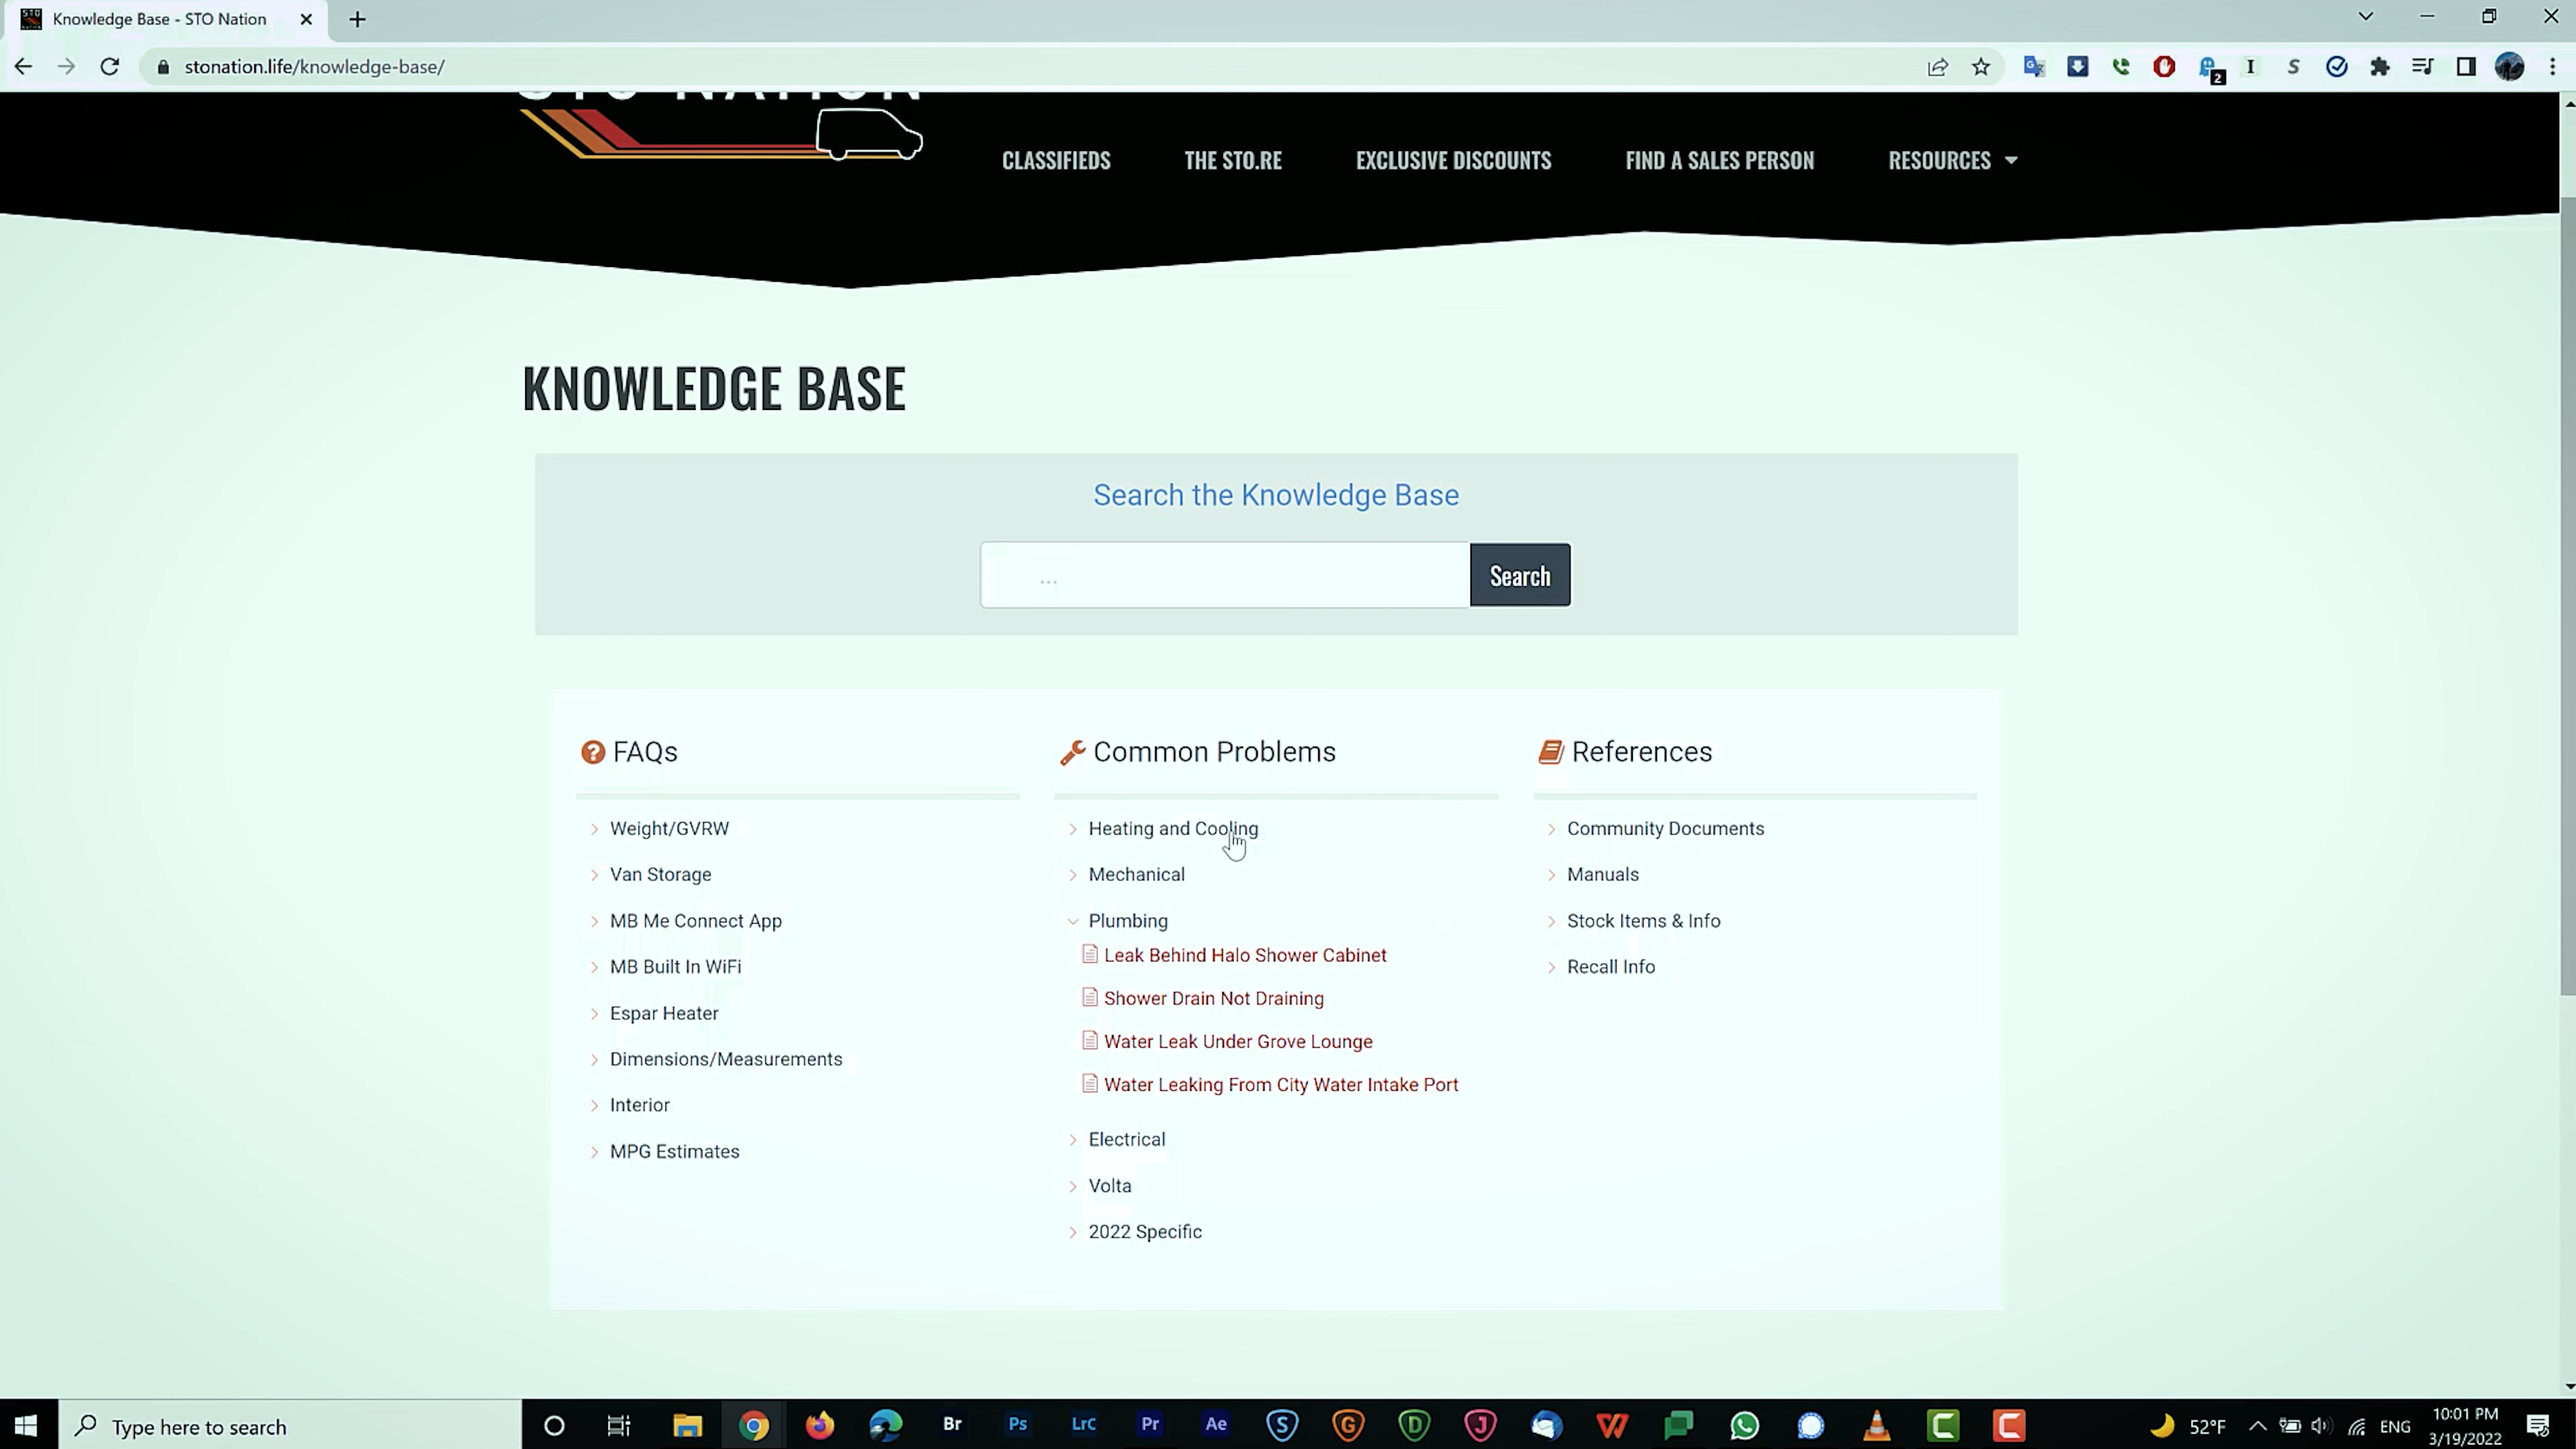 Knowledge Base - STO Nation
stonation.life/knowledge-base/
2
STO NATION
CLASSIFIEDS
THE STO.RE
EXCLUSIVE DISCOUNTS
FIND A SALES PERSON
RESOURCES
KNOWLEDGE BASE
Search the Knowledge Base
...
Search
FAQs
Weight/GVRW
Van Storage
MB Me Connect App
MB Built In WiFi
Espar Heater
Dimensions/Measurements
Interior
MPG Estimates
Common Problems
Heating and Cooling
Mechanical
Plumbing
Leak Behind Halo Shower Cabinet
Shower Drain Not Draining
Water Leak Under Grove Lounge
Water Leaking From City Water Intake Port
Electrical
Volta
2022 Specific
References
Community Documents
Manuals
Stock Items & Info
Recall Info
Type here to search
Br
Ps
LrC
Pr
Ae
S
G
D
J
52°F
ENG
10:01 PM
3/19/2022